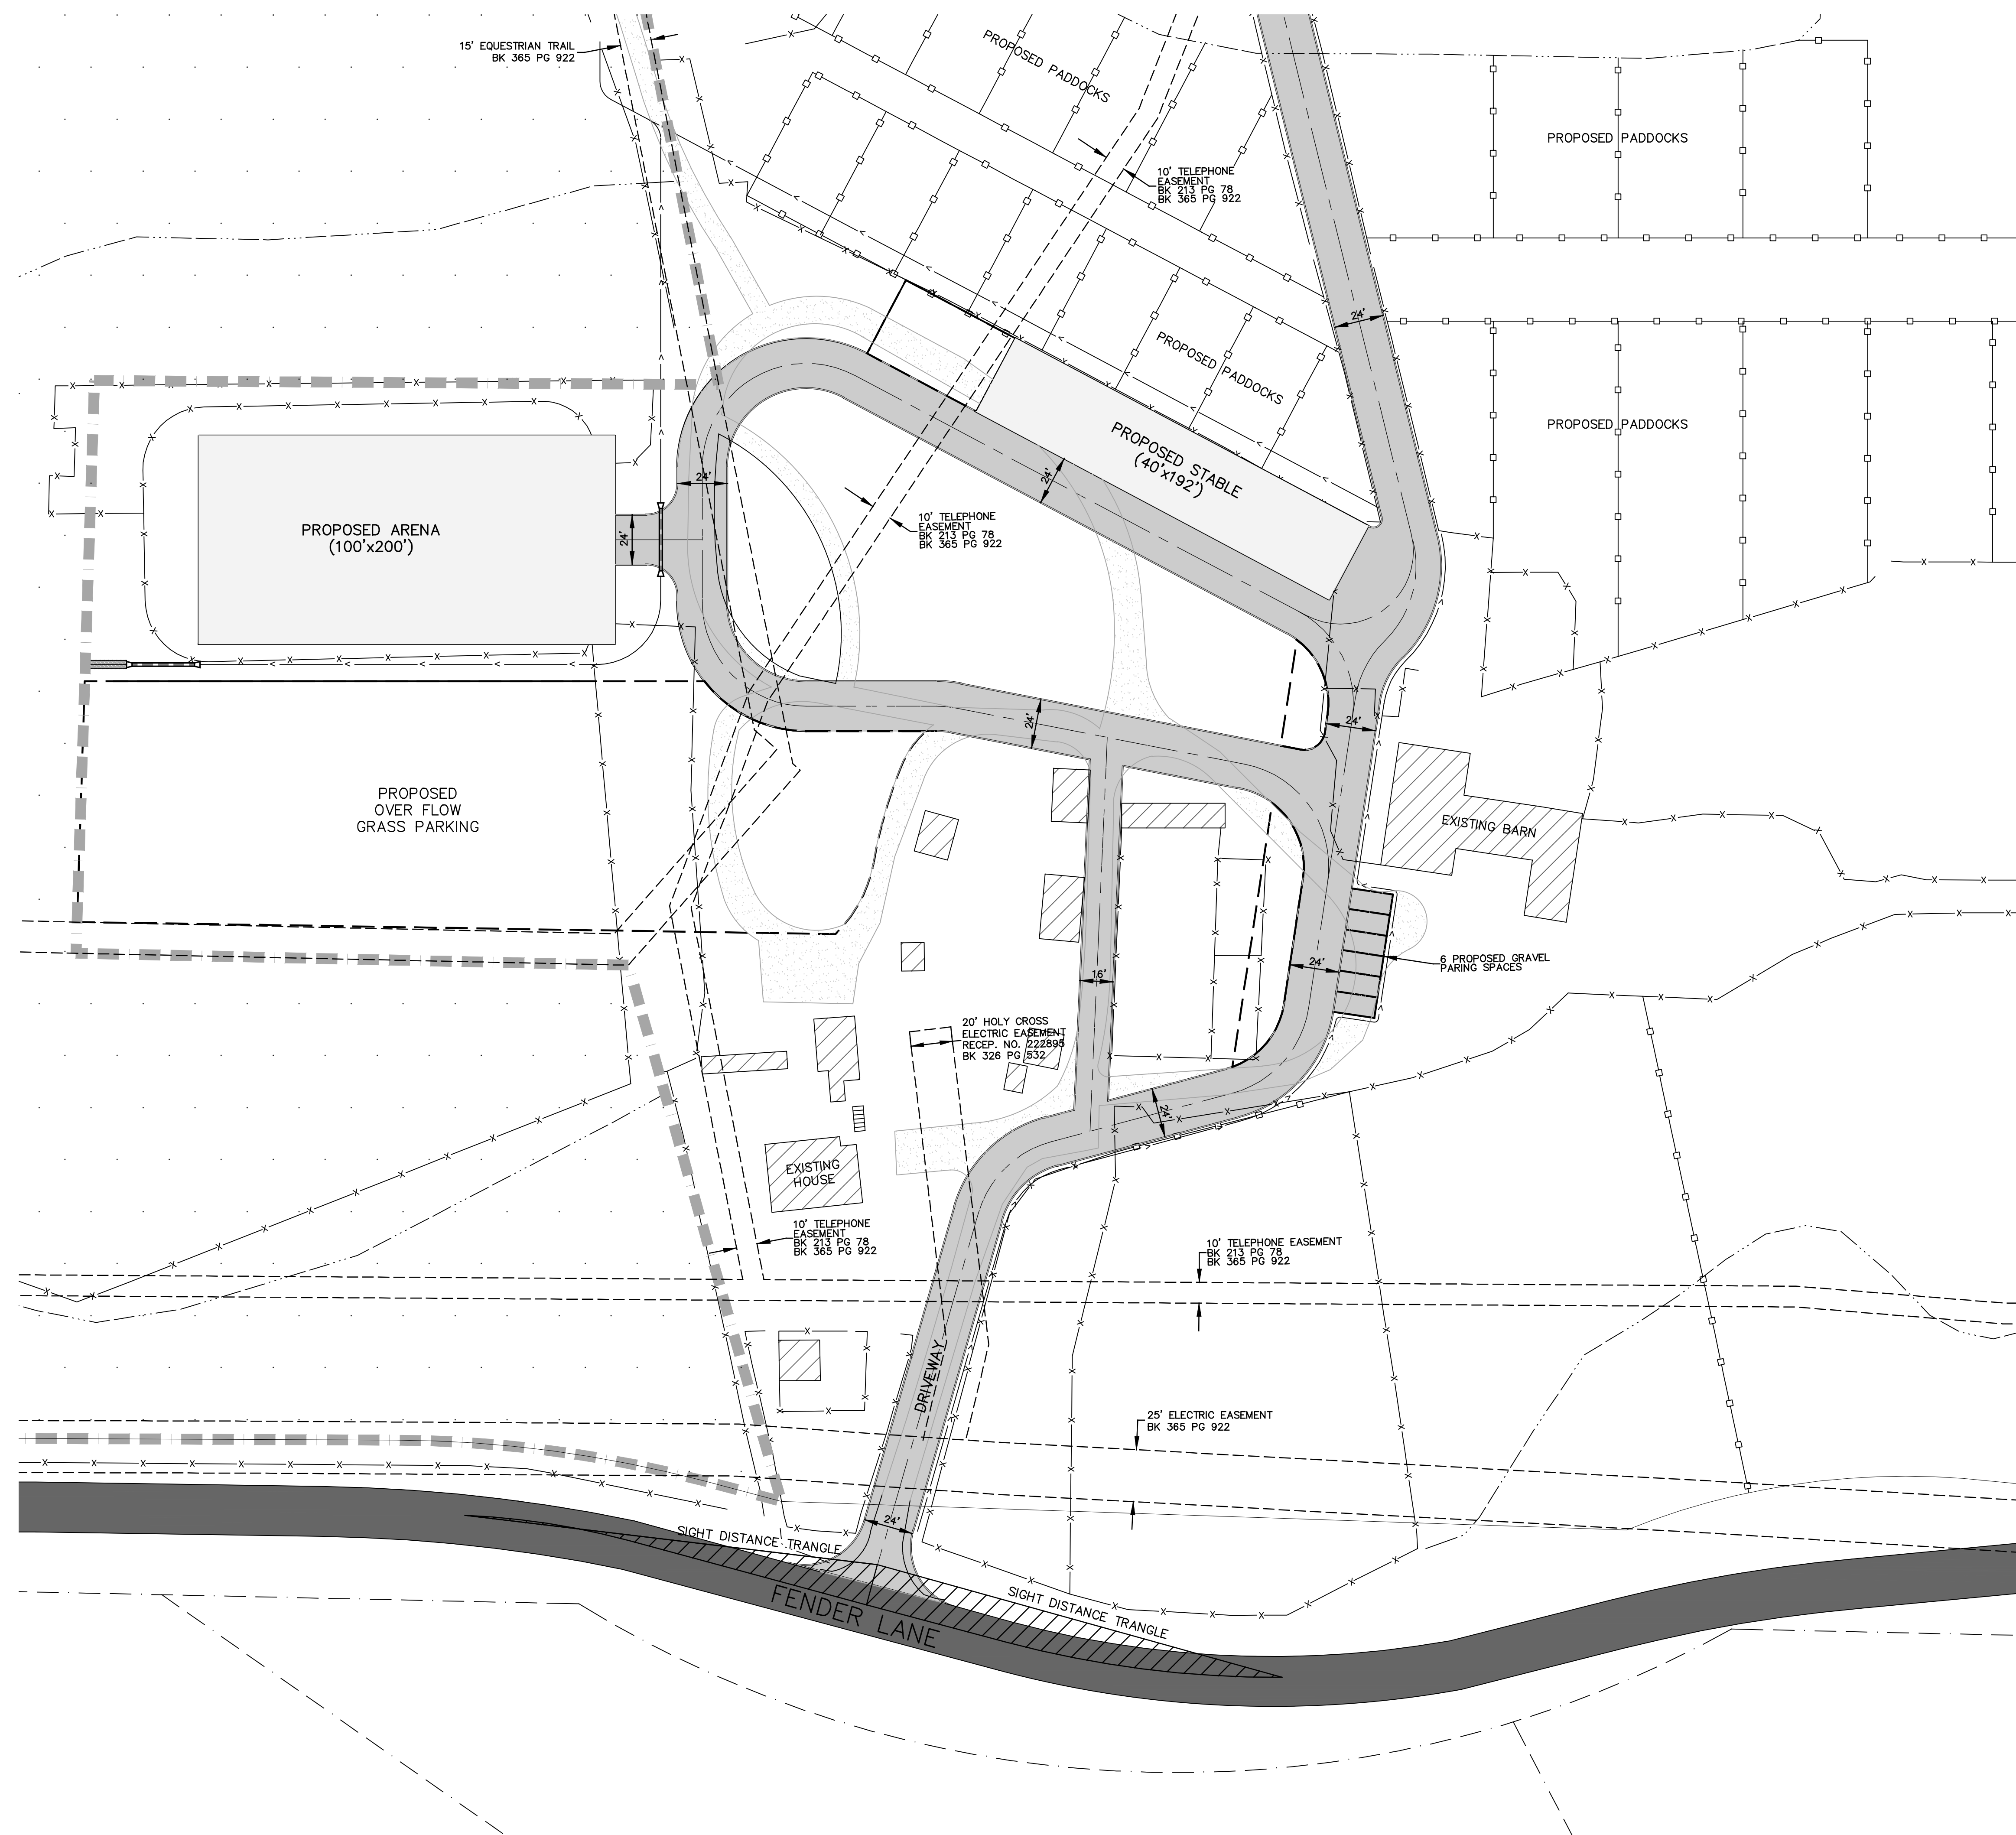 15' EQUESTRIAN TRAIL
BK 365 PG 922
PROPOSED PADDOCKS
PROPOSED PADDOCKS
10' TELEPHONE
EASEMENT
BK 213 PG 78
BK 365 PG 922
24'
PROPOSED PADDOCKS
PROPOSED PADDOCKS
PROPOSED STABLE
(40'x192')
24'
24'
PROPOSED ARENA
(100'x200')
24'
10' TELEPHONE
EASEMENT
BK 213 PG 78
BK 365 PG 922
24'
24'
PROPOSED
OVER FLOW
GRASS PARKING
EXISTING BARN
6 PROPOSED GRAVEL
PARING SPACES
24'
16'
20' HOLY CROSS
ELECTRIC EASEMENT
RECEP. NO. 222895
BK 326 PG 532
24'
EXISTING
HOUSE
10' TELEPHONE
EASEMENT
BK 213 PG 78
BK 365 PG 922
10' TELEPHONE EASEMENT
BK 213 PG 78
BK 365 PG 922
DRIVEWAY
25' ELECTRIC EASEMENT
BK 365 PG 922
24'
SIGHT DISTANCE TRANGLE
SIGHT DISTANCE TRANGLE
FENDER LANE